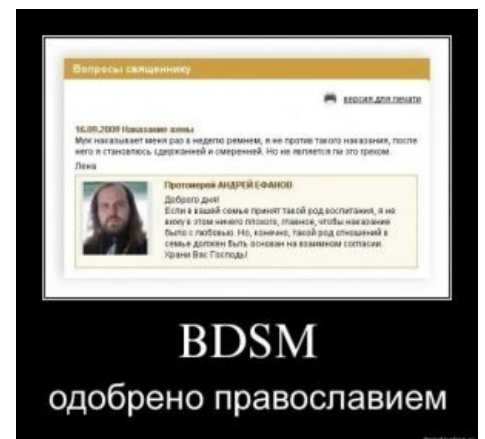 Вопросы священнику
версия для печати
16.09.2009 Наказание жены
Муж наказывает меня раз в неделю ремнем, я не против такого наказания, после
него я становлюсь сдержанней и смиренней. Но не является ли это грехом.
Лена
Протоиерей АНДРЕЙ ЕФАНОВ
Доброго дня!
Если в вашей семье принят такой род воспитания, я не
вижу в этом ничего плохого, главное, чтобы наказание
было с любовью. Но, конечно, такой род отношений в
семье должен быть основан на взаимном согласии.
Храни Вас Господь!
BDSM
одобрено православием